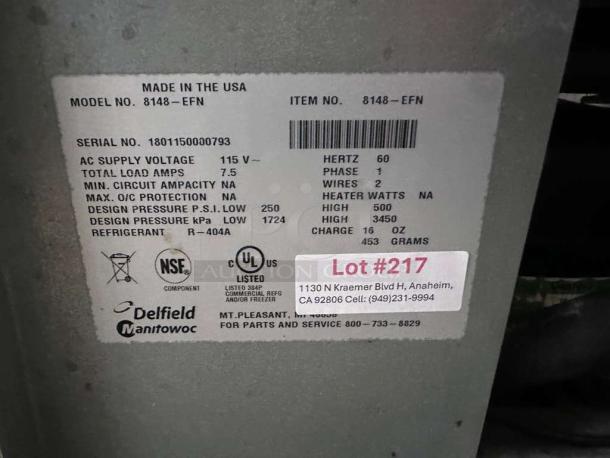 MADE IN THE USA
MODEL NO. 8148-EFN ITEM NO. 8148-EFN
SERIAL NO. 1801150000793
AC SUPPLY VOLTAGE 115 V~ HERTZ 60
TOTAL LOAD AMPS 7.5 PHASE 1
MIN. CIRCUIT AMPACITY NA WIRES 2
MAX. O/C PROTECTION NA HEATER WATTS NA
DESIGN PRESSURE P.S.I. LOW 250 HIGH 500
DESIGN PRESSURE kPa LOW 1724 HIGH 3450
REFRIGERANT R-404A CHARGE 16 OZ
453 GRAMS
NSF
COMPONENT
C UL US
LISTED
LISTED 384P
COMMERCIAL REFG
AND/OR FREEZER
Lot #217
1130 N Kraemer Blvd H, Anaheim,
CA 92806 Cell: (949)231-9994
Delfield
Manitowoc
MT. PLEASANT, MI
FOR PARTS AND SERVICE 800-733-8829